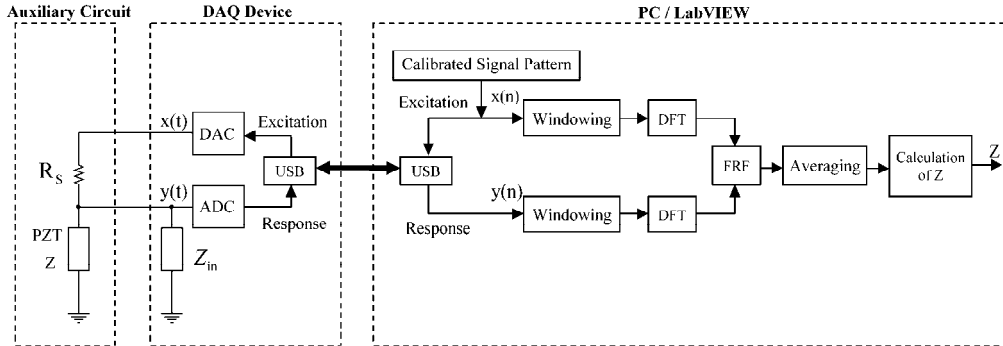 Auxiliary Circuit
DAQ Device
PC / LabVIEW
Calibrated Signal Pattern
x(t)
DAC
Excitation
Excitation
x(n)
Windowing
DFT
R_S
USB
USB
FRF
Averaging
Calculation
of Z
Z
y(t)
ADC
Response
y(n)
Response
Windowing
DFT
PZT
Z
Z_in